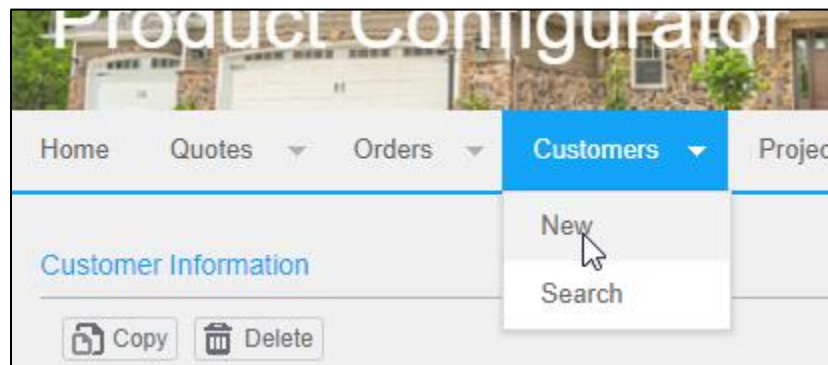 Product Configurator
Home Quotes Orders Customers
New
Customer Information
Search
Copy Delete